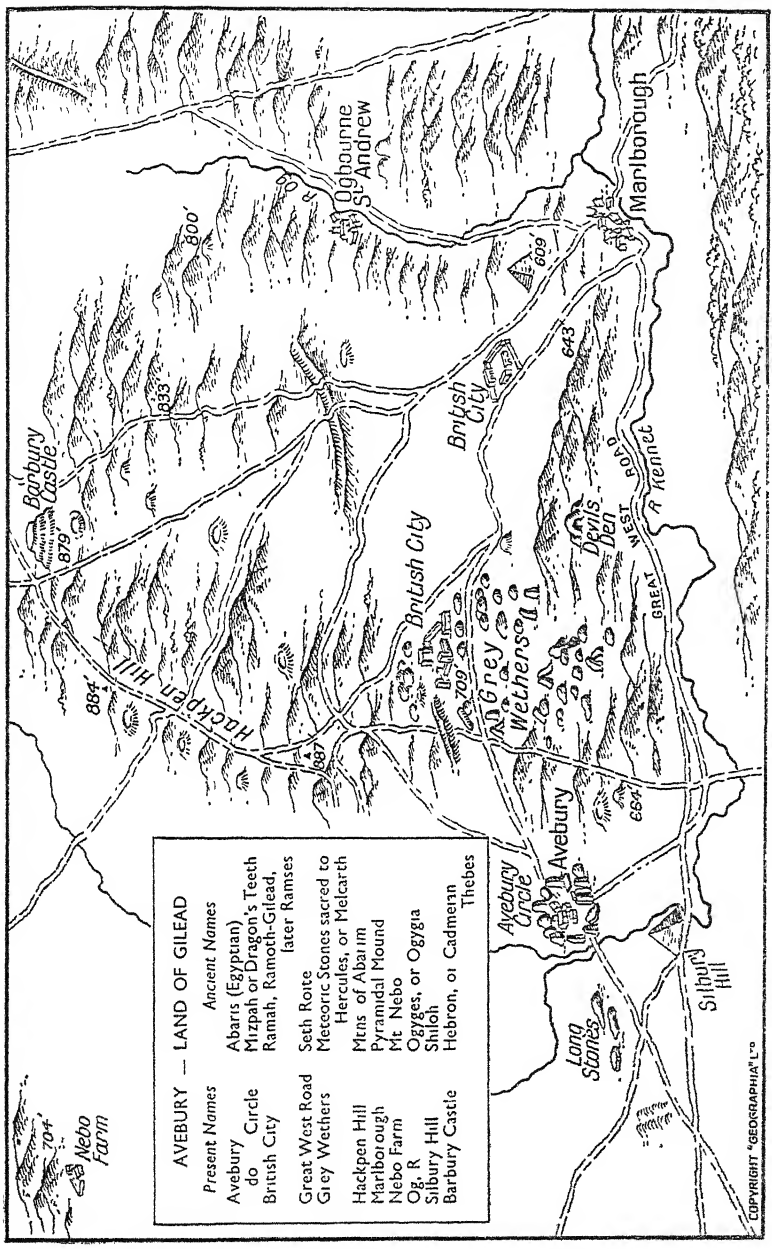 704'
Nebo
Farm
AVEBURY — LAND OF GILEAD
Present Names Ancient Names
Avebury Abaris (Egyptian)
do Circle Mizpah or Dragon's Teeth
British City Ramah, Ramoth-Gilead,
later Ramses
Great West Road Seth Roite
Grey Wethers Meteoric Stones sacred to
Hercules, or Melcarth
Hackpen Hill Mtns of Abarim
Marlborough Pyramidal Mound
Nebo Farm Mt Nebo
Og. R Ogyges, or Ogygia
Silbury Hill Shiloh
Barbury Castle Hebron, or Cadmeian
Thebes
Barbury
Castle
879'
884'
Hackpen Hill
887'
833
800'
R Og
Ogbourne
St
Andrew
British City
British City
709
609
643
Grey
Wethers
Devils
Den
Marlborough
GREAT WEST ROAD
R Kennet
664'
Avebury
Circle
Avebury
Long
Stones
Silbury
Hill
COPYRIGHT "GEOGRAPHIA" LTD